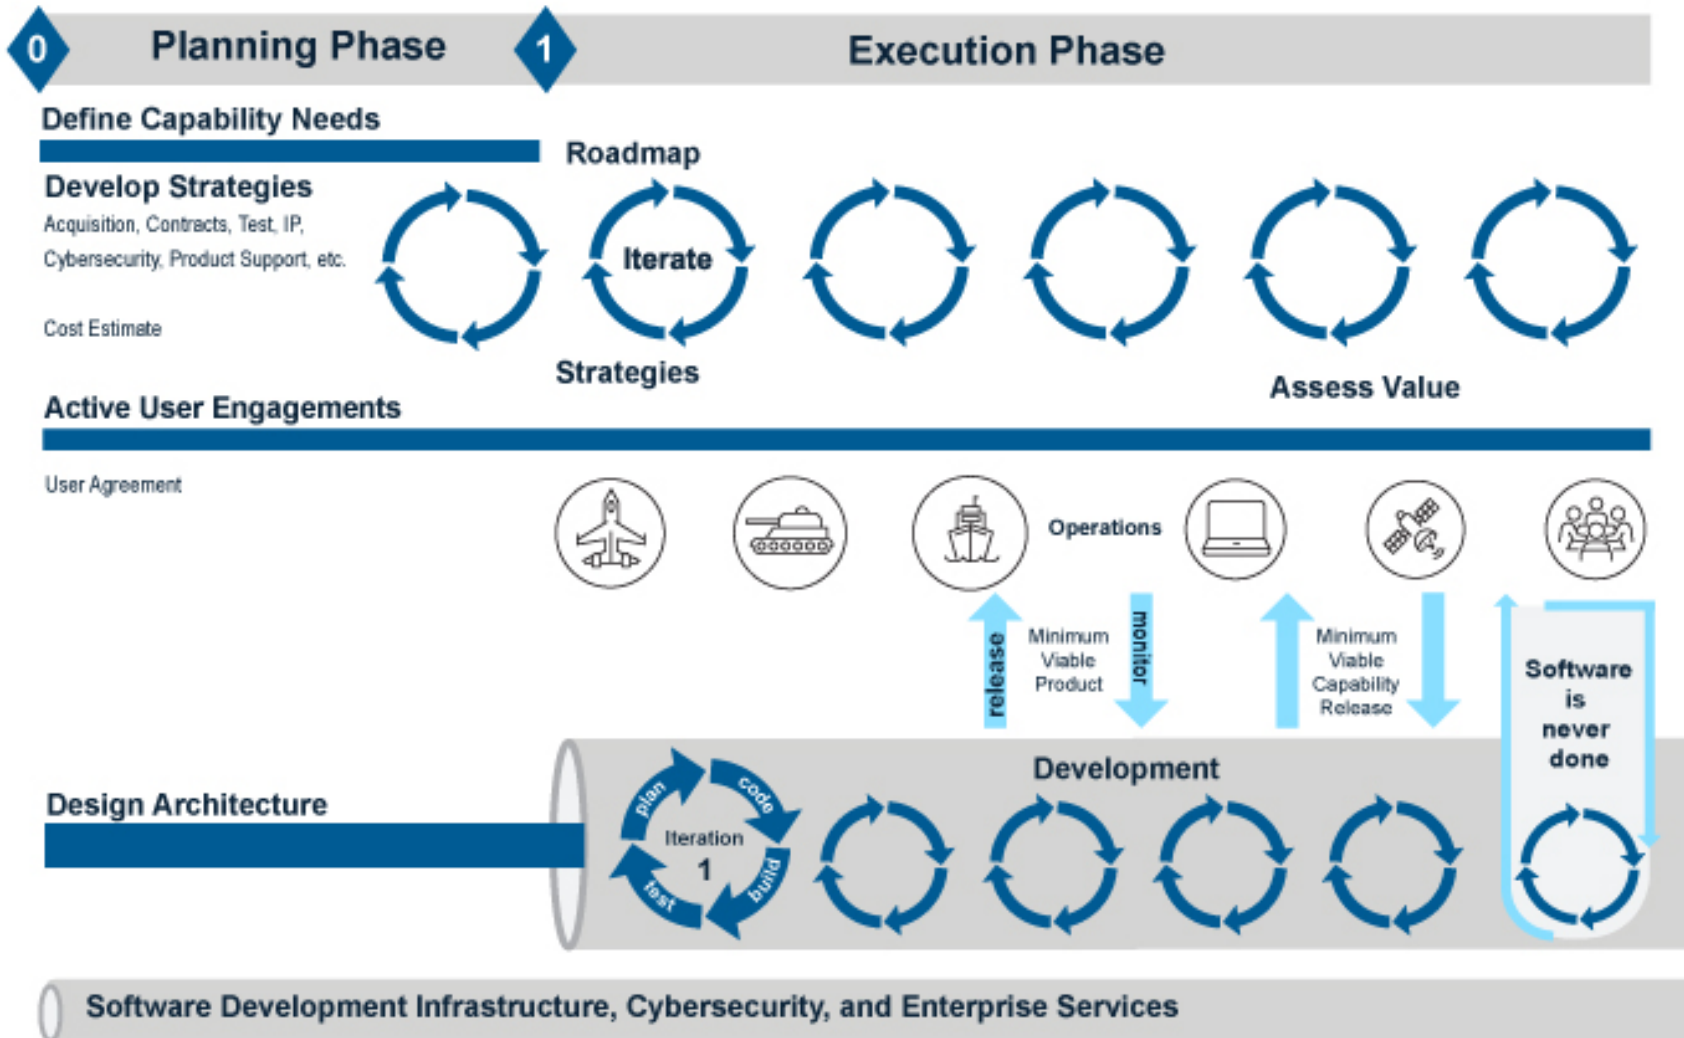 0
Planning Phase
1
Execution Phase
Define Capability Needs
Roadmap
Develop Strategies
Acquisition, Contracts, Test, IP,
Cybersecurity, Product Support, etc.
Iterate
Cost Estimate
Strategies
Assess Value
Active User Engagements
User Agreement
Operations
release
Minimum
Viable
Product
monitor
Minimum
Viable
Capability
Release
Software
is
never
done
Development
Design Architecture
plan
code
build
test
Iteration
1
Software Development Infrastructure, Cybersecurity, and Enterprise Services